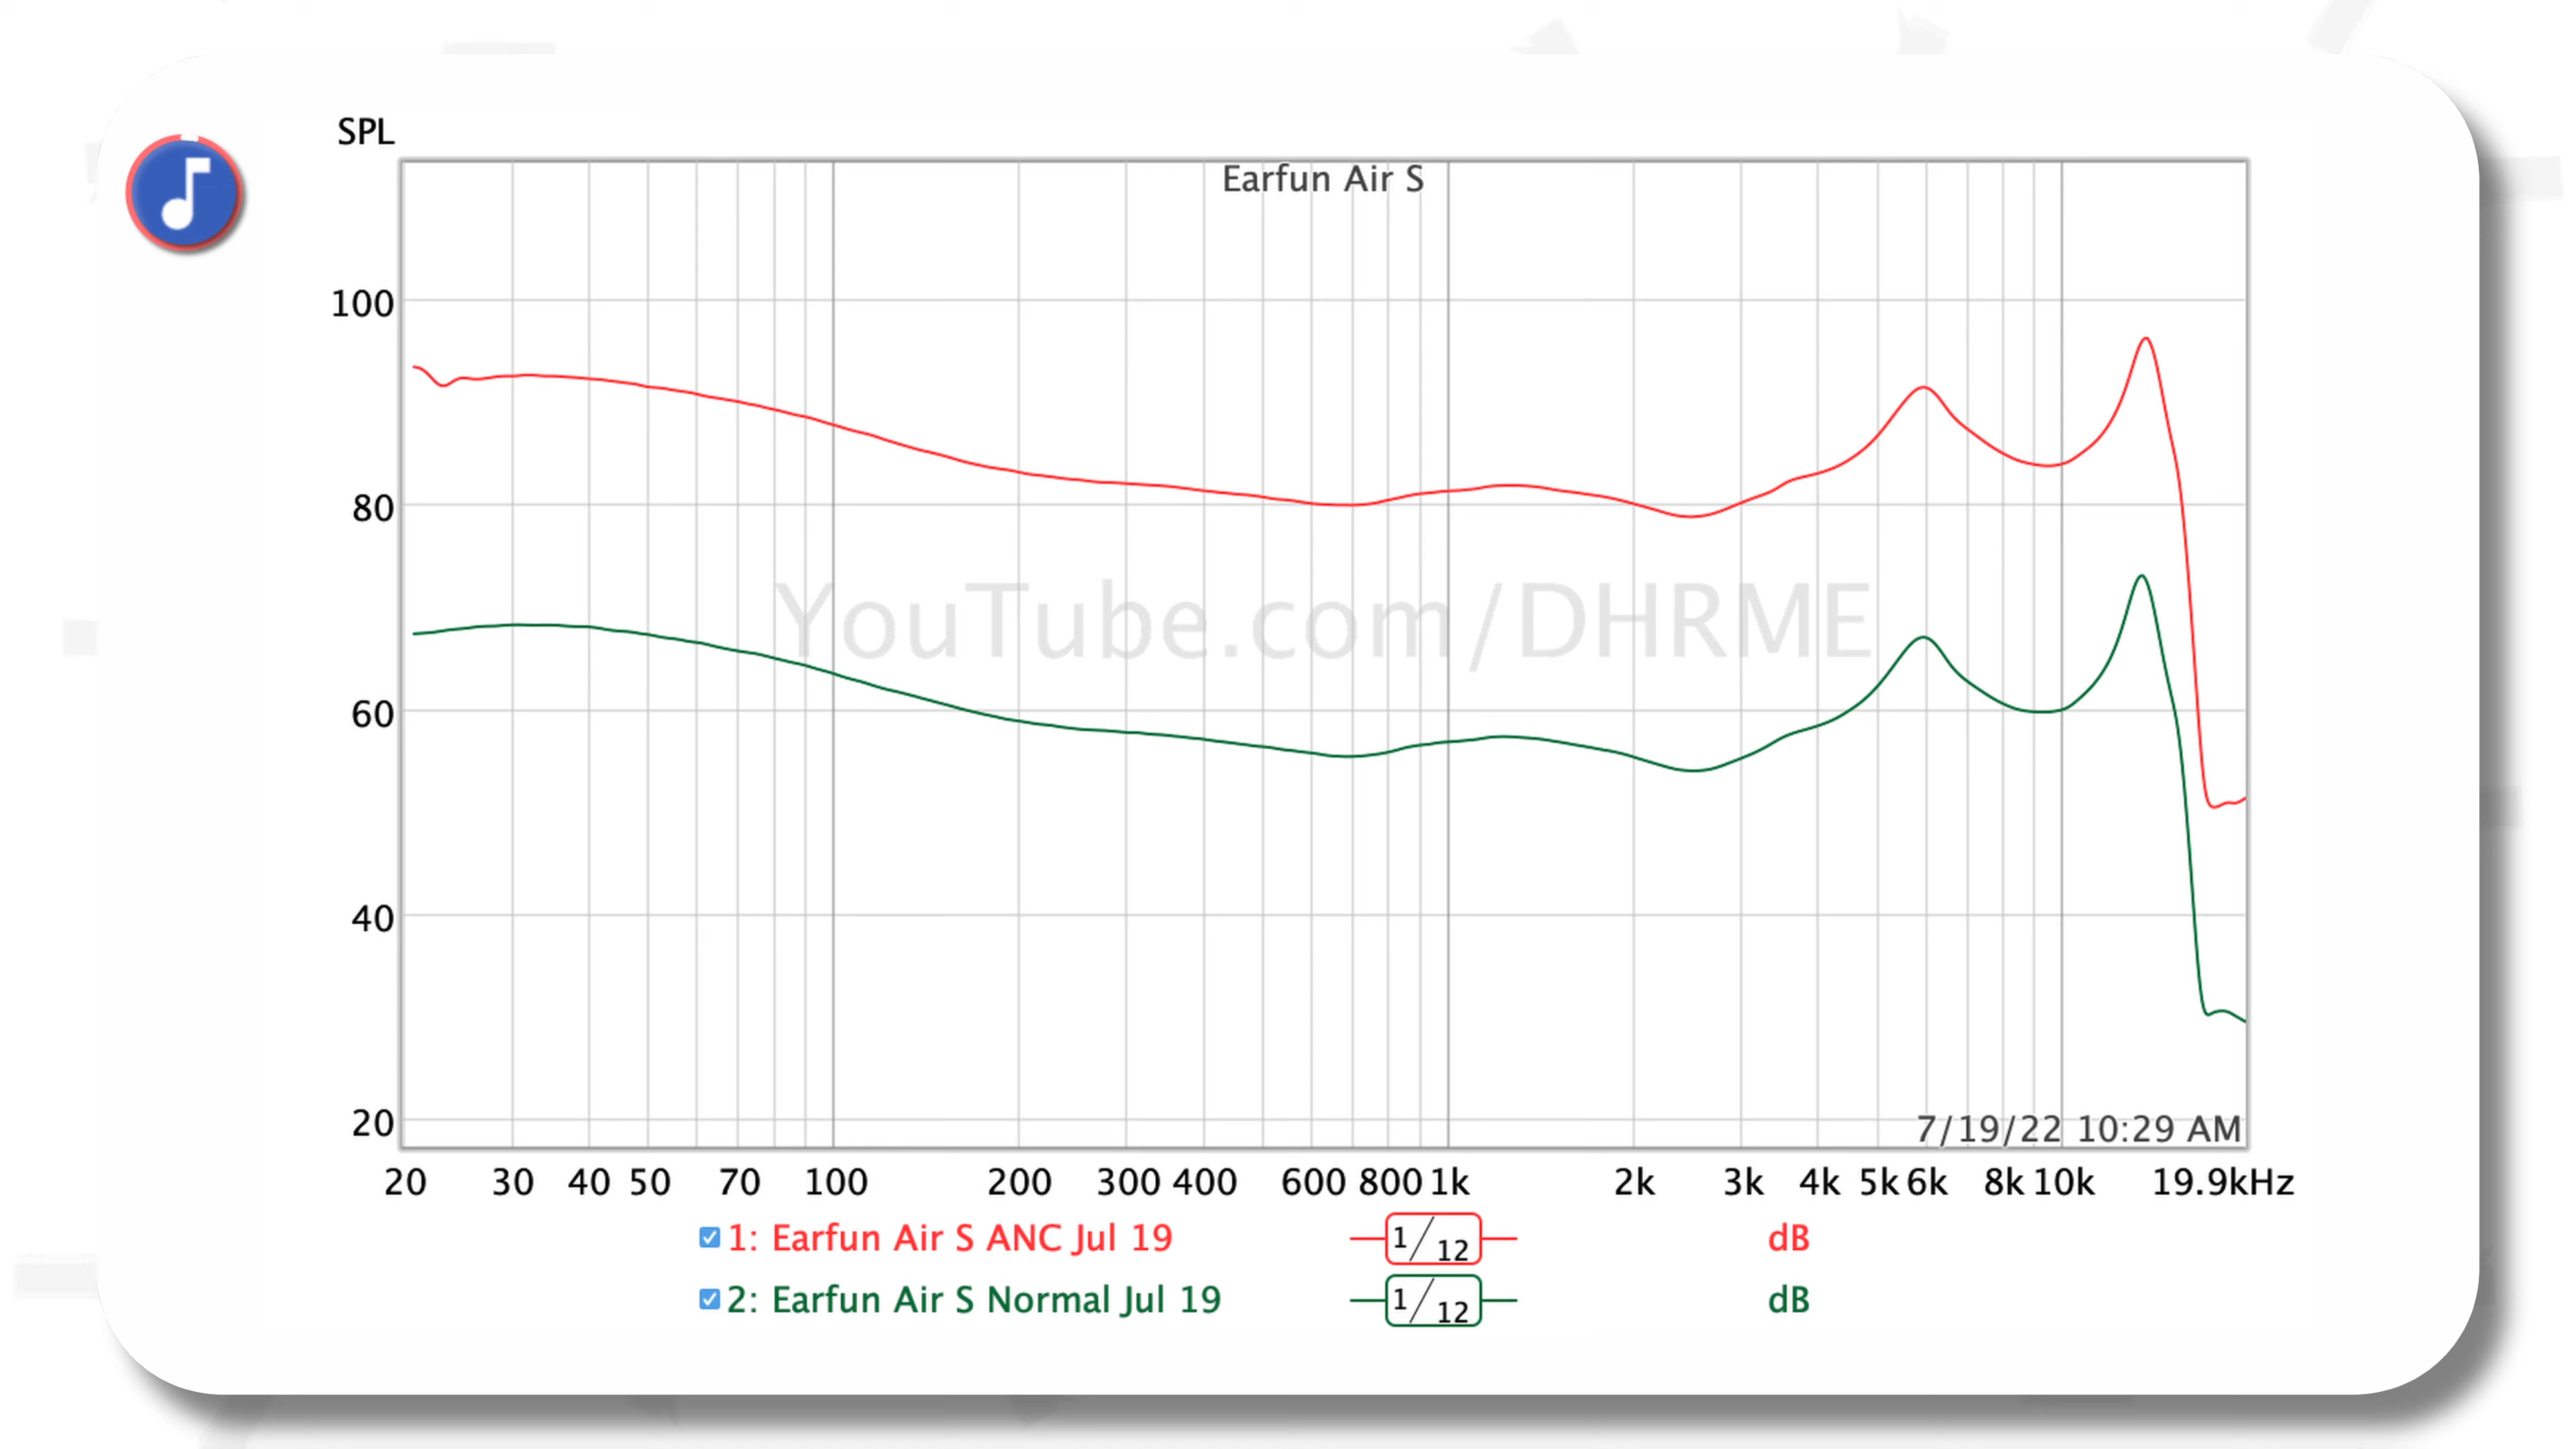 SPL
Earfun Air S
100
80
YouTube.com/DHRME
60
40
20
7/19/22 10:29 AM
20 30 40 50 70 100 200 300 400 600 800 1k 2k 3k 4k 5k 6k 8k 10k 19.9kHz
1: Earfun Air S ANC Jul 19 1/12 dB
2: Earfun Air S Normal Jul 19 1/12 dB